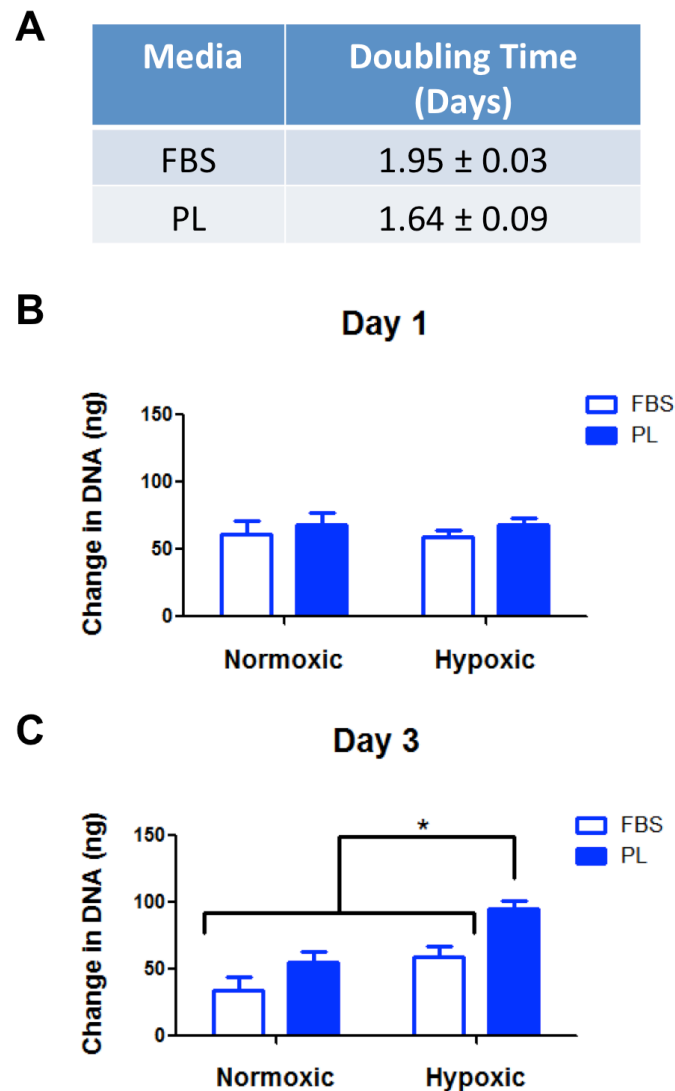 A
Media
Doubling Time
(Days)
FBS
1.95 ± 0.03
PL
1.64 ± 0.09
B
Day 1
Change in DNA (ng)
150
100
50
0
FBS
PL
Normoxic
Hypoxic
C
Day 3
Change in DNA (ng)
150
100
50
0
*
FBS
PL
Normoxic
Hypoxic